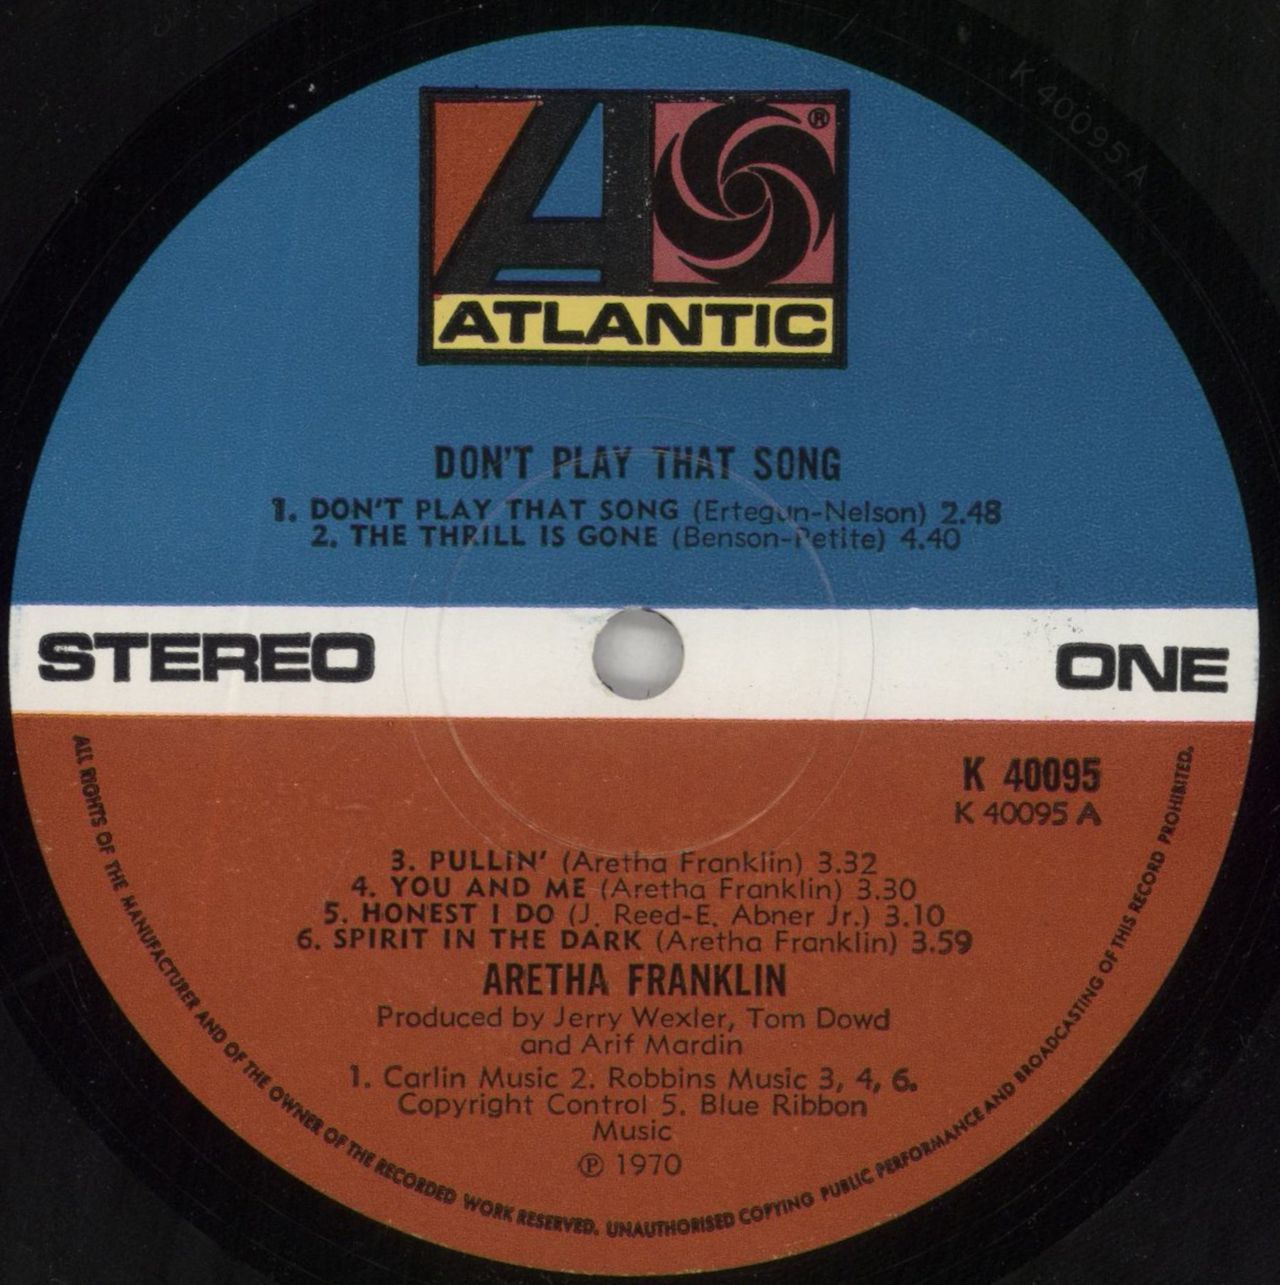 K 40095 A
®
ATLANTIC
DON'T PLAY THAT SONG
1. DON'T PLAY THAT SONG (Ertegun-Nelson) 2.48
2. THE THRILL IS GONE (Benson-Petite) 4.40
STEREO
ONE
K 40095
K 40095 A
3. PULLIN' (Aretha Franklin) 3.32
4. YOU AND ME (Aretha Franklin) 3.30
5. HONEST I DO (J. Reed-E. Abner Jr.) 3.10
6. SPIRIT IN THE DARK (Aretha Franklin) 3.59
ARETHA FRANKLIN
Produced by Jerry Wexler, Tom Dowd
and Arif Mardin
1. Carlin Music 2. Robbins Music 3, 4, 6.
Copyright Control 5. Blue Ribbon
Music
℗ 1970
ALL RIGHTS OF THE MANUFACTURER AND OF THE OWNER OF THE RECORDED WORK RESERVED. UNAUTHORISED COPYING PUBLIC PERFORMANCE AND BROADCASTING OF THIS RECORD PROHIBITED.